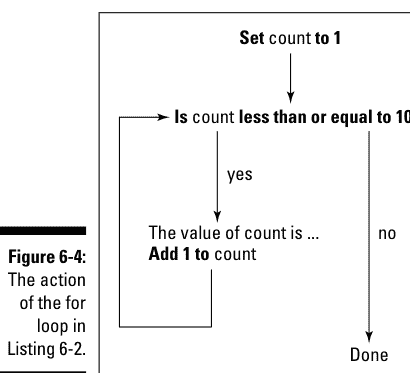 Set count to 1
Is count less than or equal to 10
yes
The value of count is ...
Add 1 to count
no
Done
Figure 6-4:
The action
of the for
loop in
Listing 6-2.